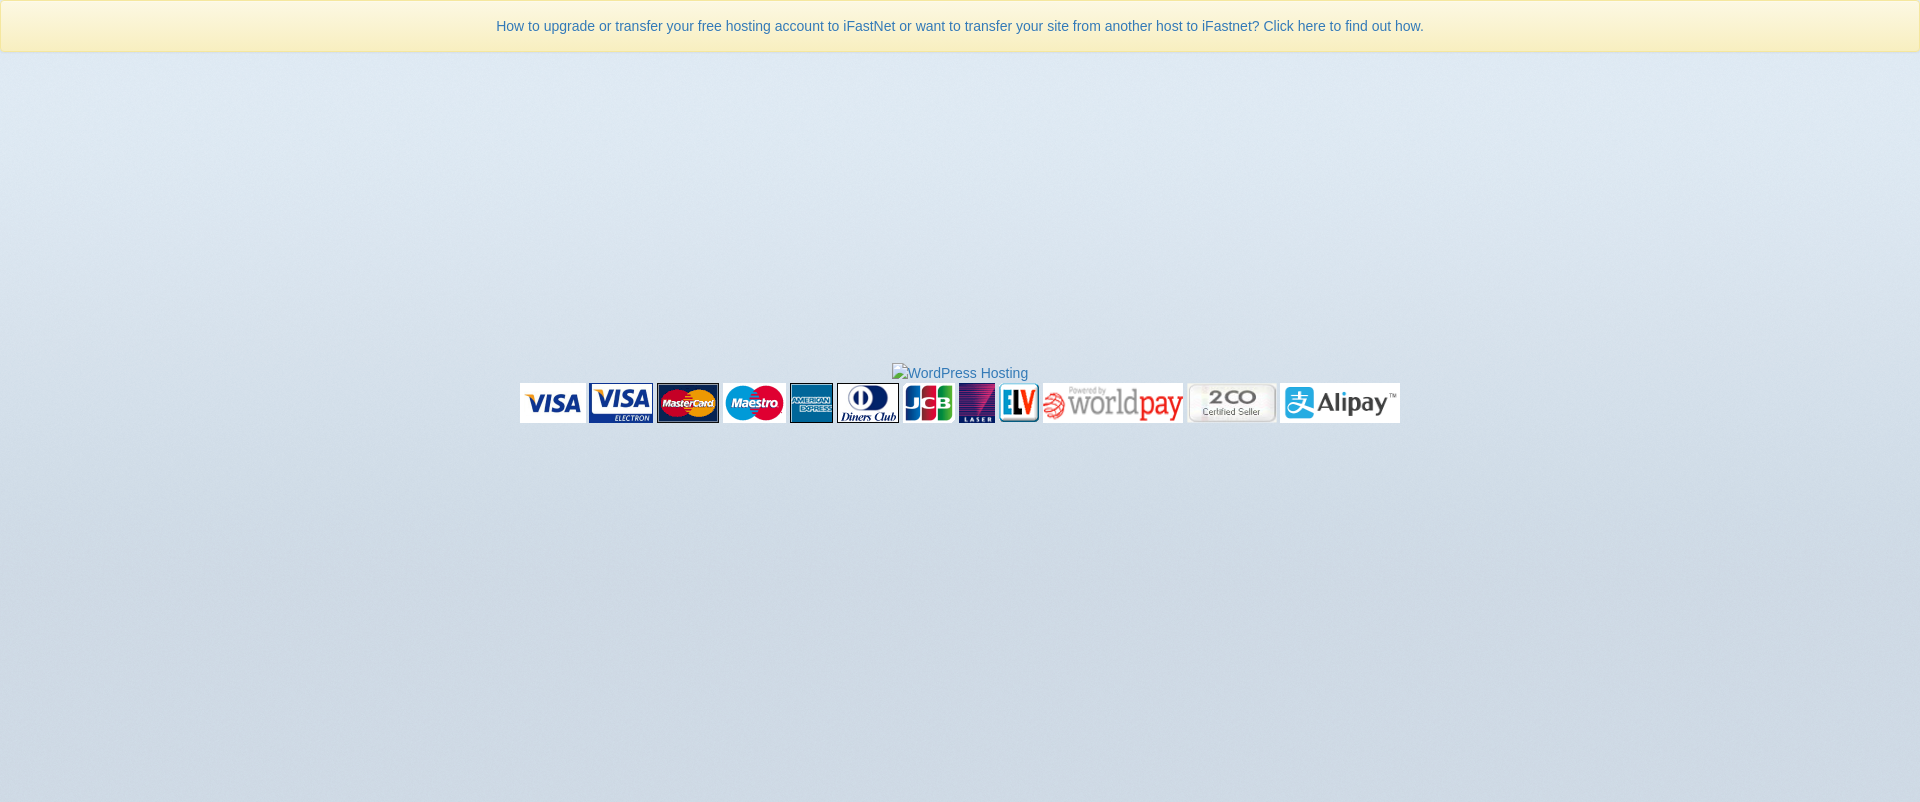 How to upgrade or transfer your free hosting account to iFastNet or want to transfer your site from another host to iFastnet? Click here to find out how.
WordPress Hosting
VISA VISA ELECTRON MasterCard Maestro AMERICAN EXPRESS Diners Club JCB LASER ELV Powered by worldpay 2CO Certified Seller 支 Alipay™